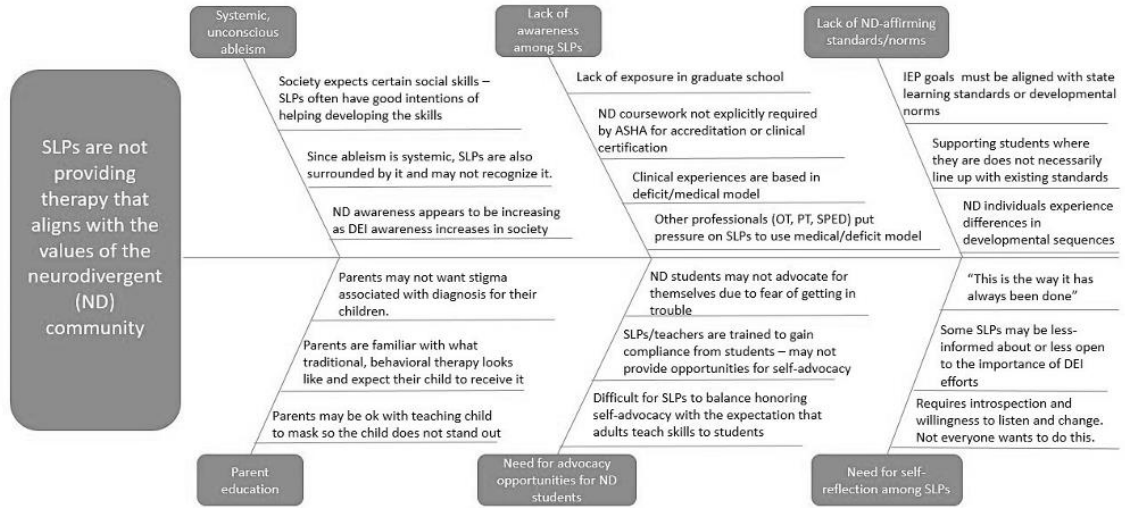 Systemic,
unconscious
ableism
Lack of
awareness
among SLPs
Lack of ND-affirming
standards/norms
SLPs are not
providing
therapy that
aligns with the
values of the
neurodivergent
(ND)
community
Society expects certain social skills –
SLPs often have good intentions of
helping developing the skills
Since ableism is systemic, SLPs are also
surrounded by it and may not recognize it.
ND awareness appears to be increasing
as DEI awareness increases in society
Lack of exposure in graduate school
ND coursework not explicitly required
by ASHA for accreditation or clinical
certification
Clinical experiences are based in
deficit/medical model
Other professionals (OT, PT, SPED) put
pressure on SLPs to use medical/deficit model
IEP goals must be aligned with state
learning standards or developmental
norms
Supporting students where
they are does not necessarily
line up with existing standards
ND individuals experience
differences in
developmental sequences
Parents may not want stigma
associated with diagnosis for their
children.
Parents are familiar with what
traditional, behavioral therapy looks
like and expect their child to receive it
Parents may be ok with teaching child
to mask so the child does not stand out
ND students may not advocate for
themselves due to fear of getting in
trouble
SLPs/teachers are trained to gain
compliance from students – may not
provide opportunities for self-advocacy
Difficult for SLPs to balance honoring
self-advocacy with the expectation that
adults teach skills to students
“This is the way it has
always been done”
Some SLPs may be less-
informed about or less open
to the importance of DEI
efforts
Requires introspection and
willingness to listen and change.
Not everyone wants to do this.
Parent
education
Need for advocacy
opportunities for ND
students
Need for self-
reflection among SLPs